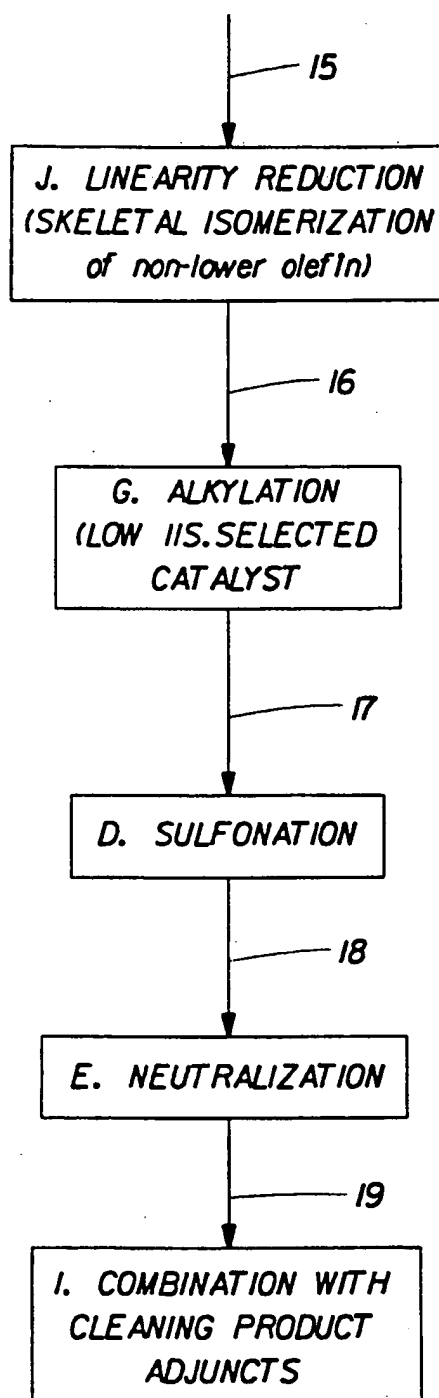 15
J. LINEARITY REDUCTION
(SKELETAL ISOMERIZATION
of non-lower olefin)
16
G. ALKYLATION
(LOW IIS.SELECTED
CATALYST
17
D. SULFONATION
18
E. NEUTRALIZATION
19
I. COMBINATION WITH
CLEANING PRODUCT
ADJUNCTS